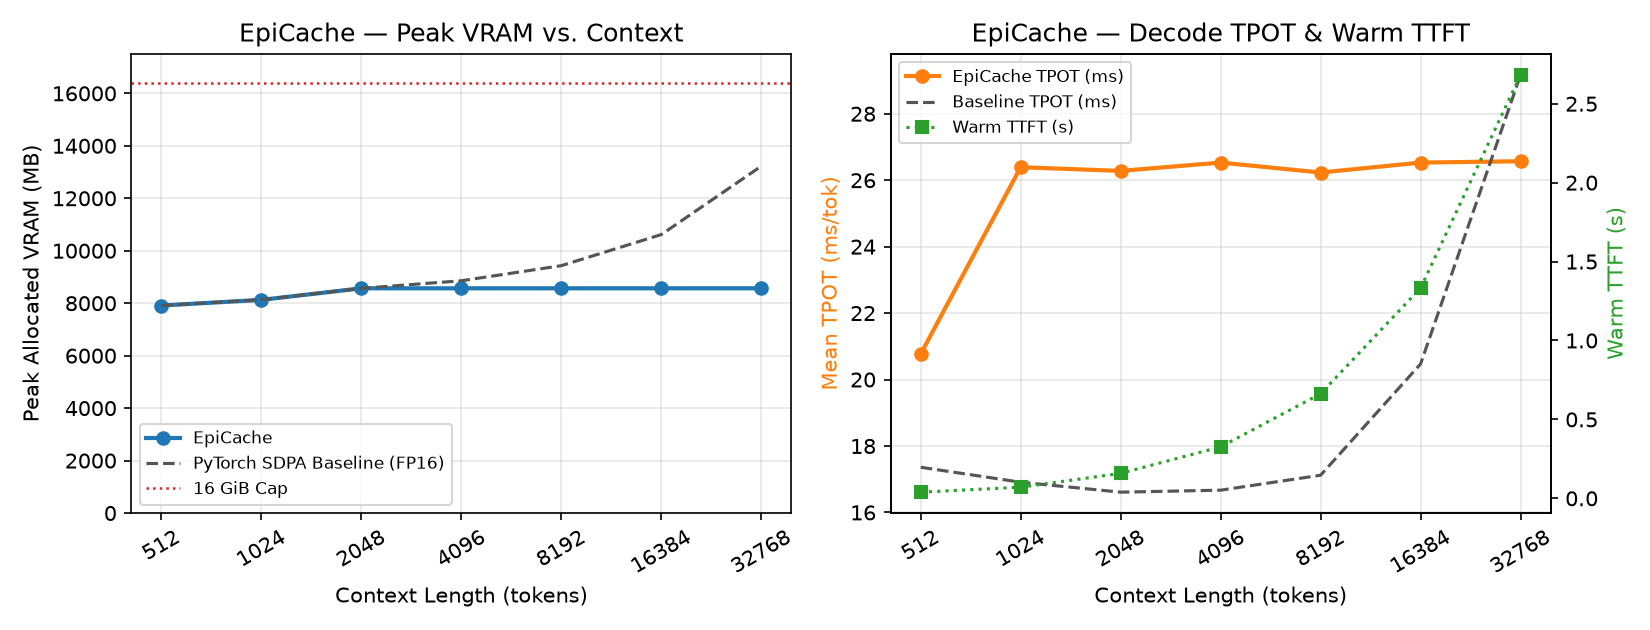 EpiCache — Peak VRAM vs. Context
Peak Allocated VRAM (MB)
16000
14000
12000
10000
8000
6000
4000
2000
0
EpiCache
PyTorch SDPA Baseline (FP16)
16 GiB Cap
512
1024
2048
4096
8192
16384
32768
Context Length (tokens)
EpiCache — Decode TPOT & Warm TTFT
Mean TPOT (ms/tok)
28
26
24
22
20
18
16
EpiCache TPOT (ms)
Baseline TPOT (ms)
Warm TTFT (s)
2.5
2.0
1.5
1.0
0.5
0.0
Warm TTFT (s)
512
1024
2048
4096
8192
16384
32768
Context Length (tokens)